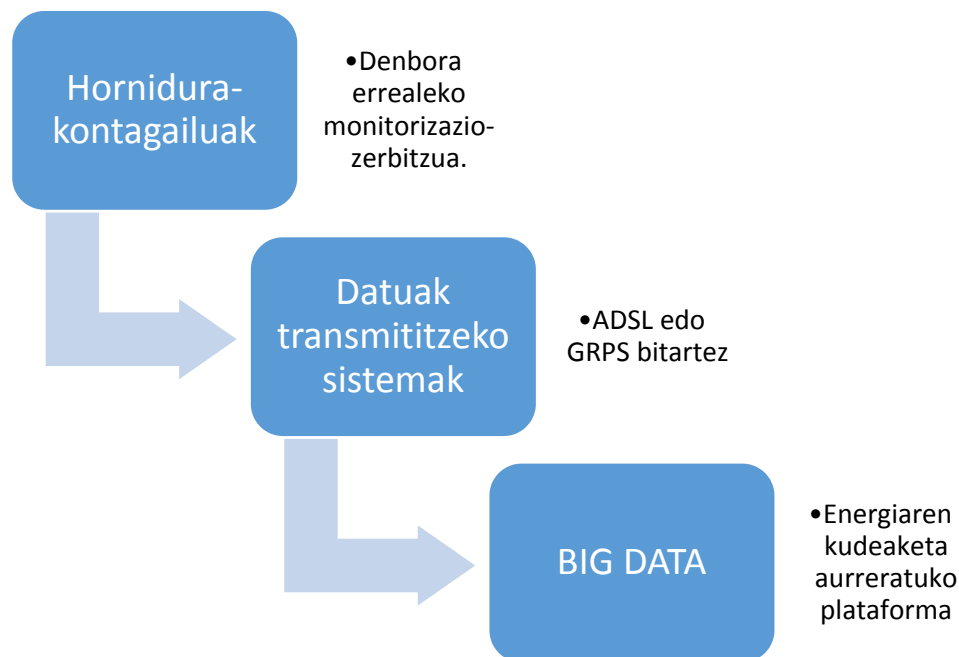 Hornidura-
kontagailuak
•Denbora
errealeko
monitorizazio-
zerbitzua.
Datuak
transmititzeko
sistemak
•ADSL edo
GRPS bitartez
BIG DATA
•Energiaren
kudeaketa
aurreratuko
plataforma